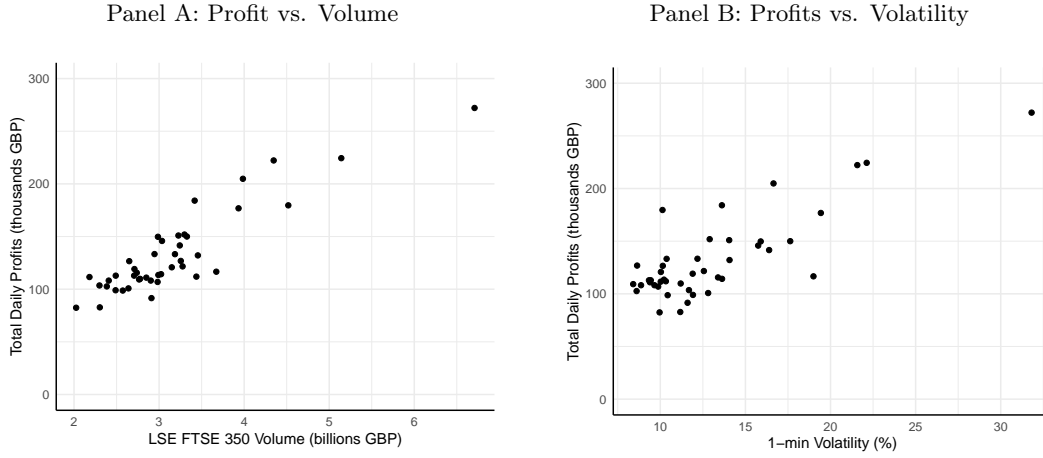 Panel A: Profit vs. Volume
300
200
100
0
2 3 4 5 6
LSE FTSE 350 Volume (billions GBP)
Total Daily Profits (thousands GBP)
Panel B: Profits vs. Volatility
300
200
100
0
10 15 20 25 30
1−min Volatility (%)
Total Daily Profits (thousands GBP)